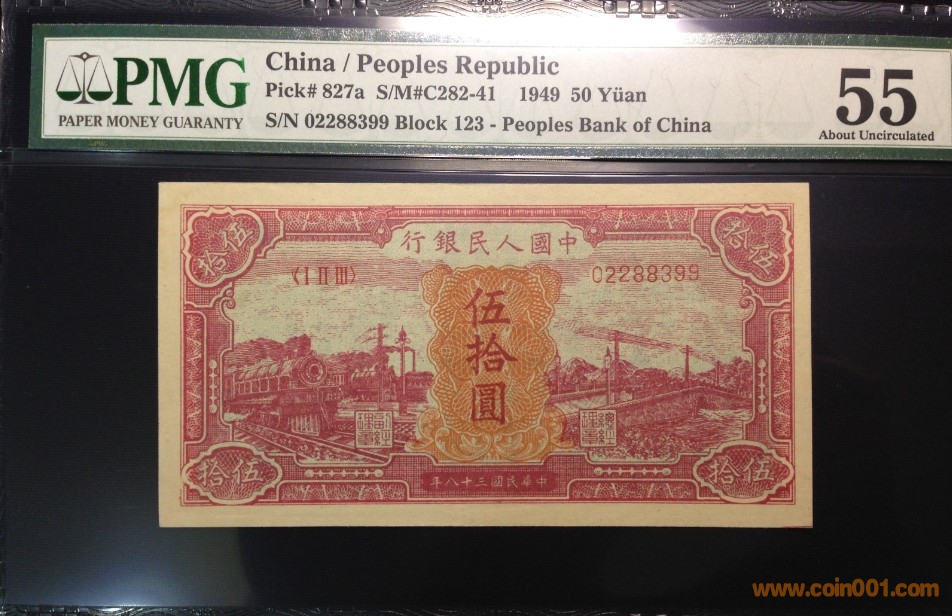 PMG
PAPER MONEY GUARANTY
China / Peoples Republic
Pick# 827a S/M#C282-41 1949 50 Yüan
S/N 02288399 Block 123 - Peoples Bank of China
55
About Uncirculated
行銀民人國中
伍拾
拾伍
〈I II III〉
02288399
伍拾圓
拾伍
年八十三國民華中
伍拾
www.coin001.com